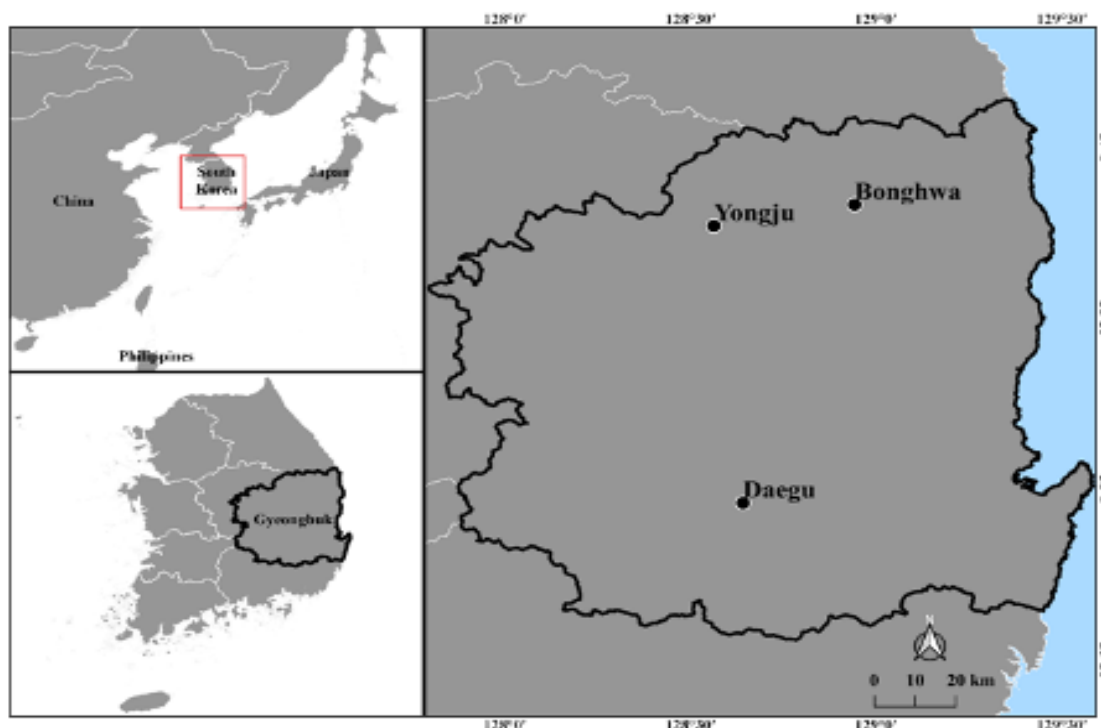 128°0'
128°30'
129°0'
129°30'
China
South
Korea
Japan
Philippines
Gyeongbuk
Yongju
Bonghwa
Daegu
N
0 10 20 km
128°0'
128°30'
129°0'
129°30'